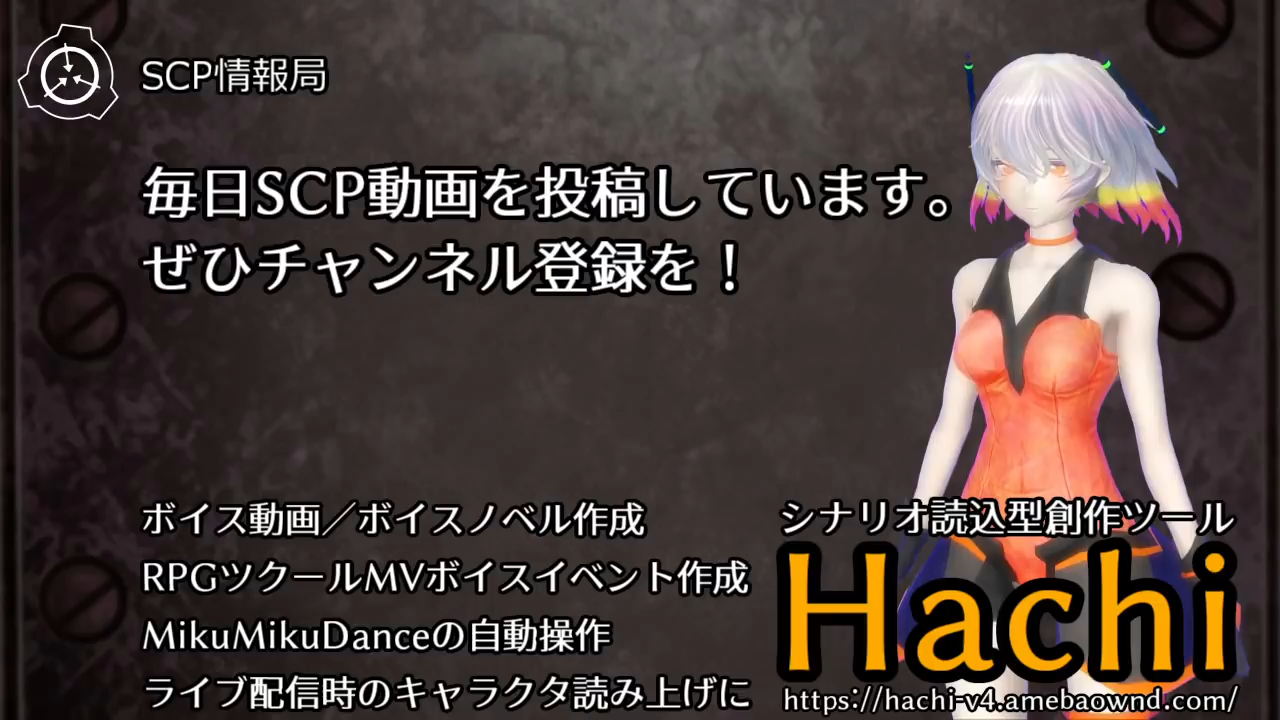 SCP情報局
毎日SCP動画を投稿しています。
ぜひチャンネル登録を！
ボイス動画／ボイスノベル作成
RPGツクールMVボイスイベント作成
MikuMikuDanceの自動操作
ライブ配信時のキャラクタ読み上げに
シナリオ読込型創作ツール
Hachi
https://hachi-v4.amebaownd.com/